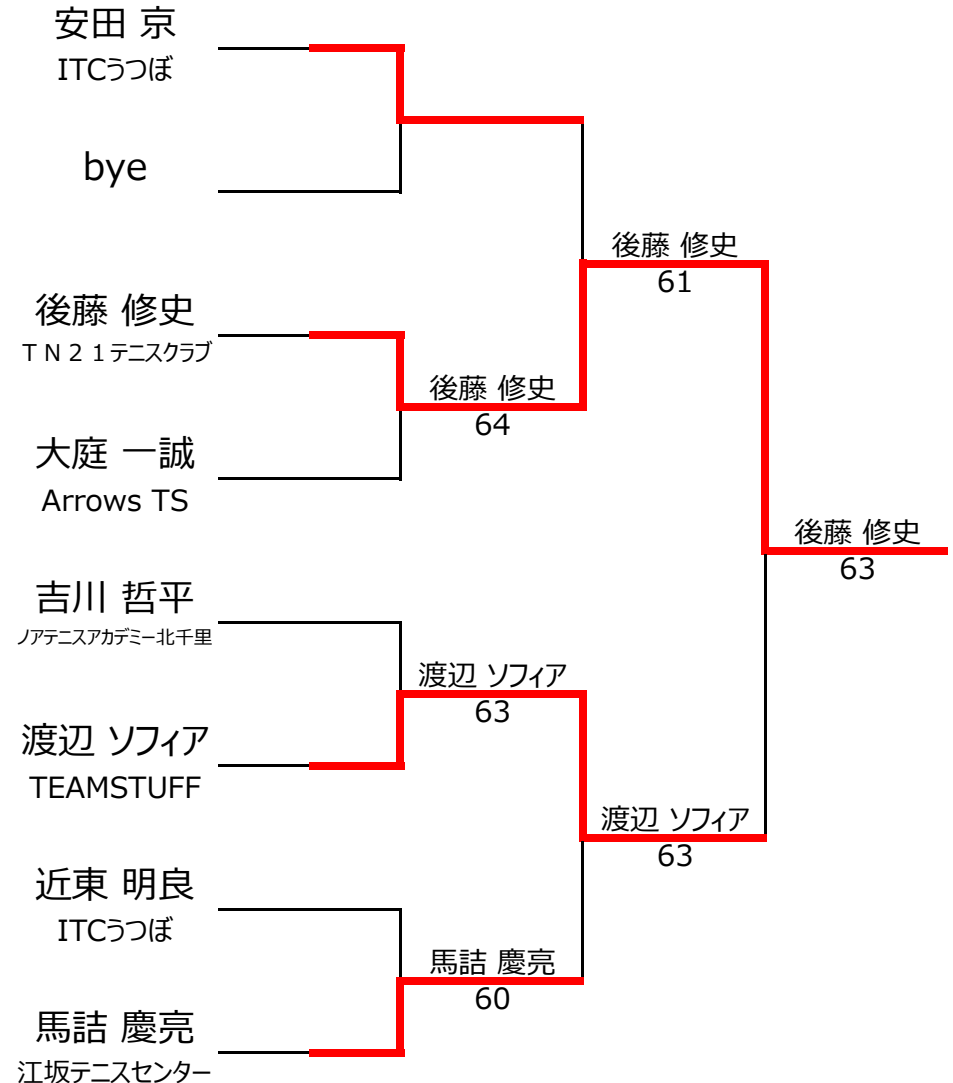 安田 京
ITCうつぼ
bye
後藤 修史
ＴＮ２１テニスクラブ
大庭 一誠
Arrows TS
吉川 哲平
ノアテニスアカデミー北千里
渡辺 ソフィア
TEAMSTUFF
近東 明良
ITCうつぼ
馬詰 慶亮
江坂テニスセンター
後藤 修史
64
渡辺 ソフィア
63
馬詰 慶亮
60
後藤 修史
61
渡辺 ソフィア
63
後藤 修史
63